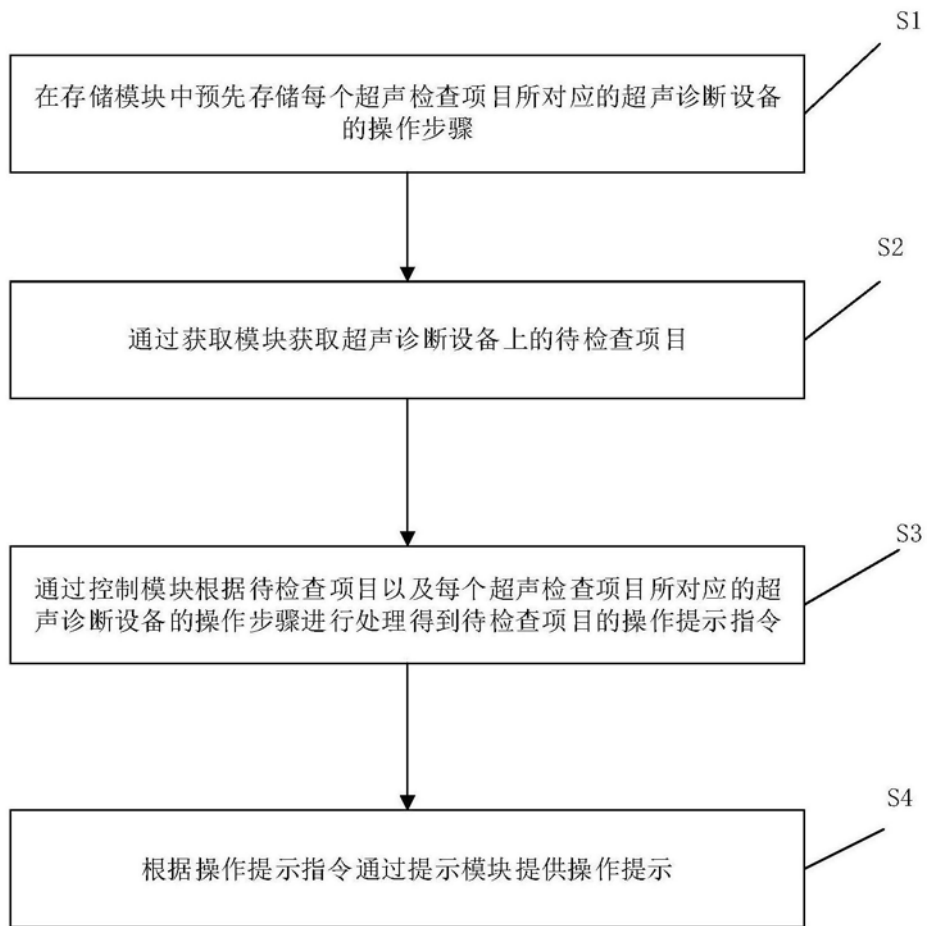 S1
在存储模块中预先存储每个超声检查项目所对应的超声诊断设备
的操作步骤
S2
通过获取模块获取超声诊断设备上的待检查项目
S3
通过控制模块根据待检查项目以及每个超声检查项目所对应的超
声诊断设备的操作步骤进行处理得到待检查项目的操作提示指令
S4
根据操作提示指令通过提示模块提供操作提示